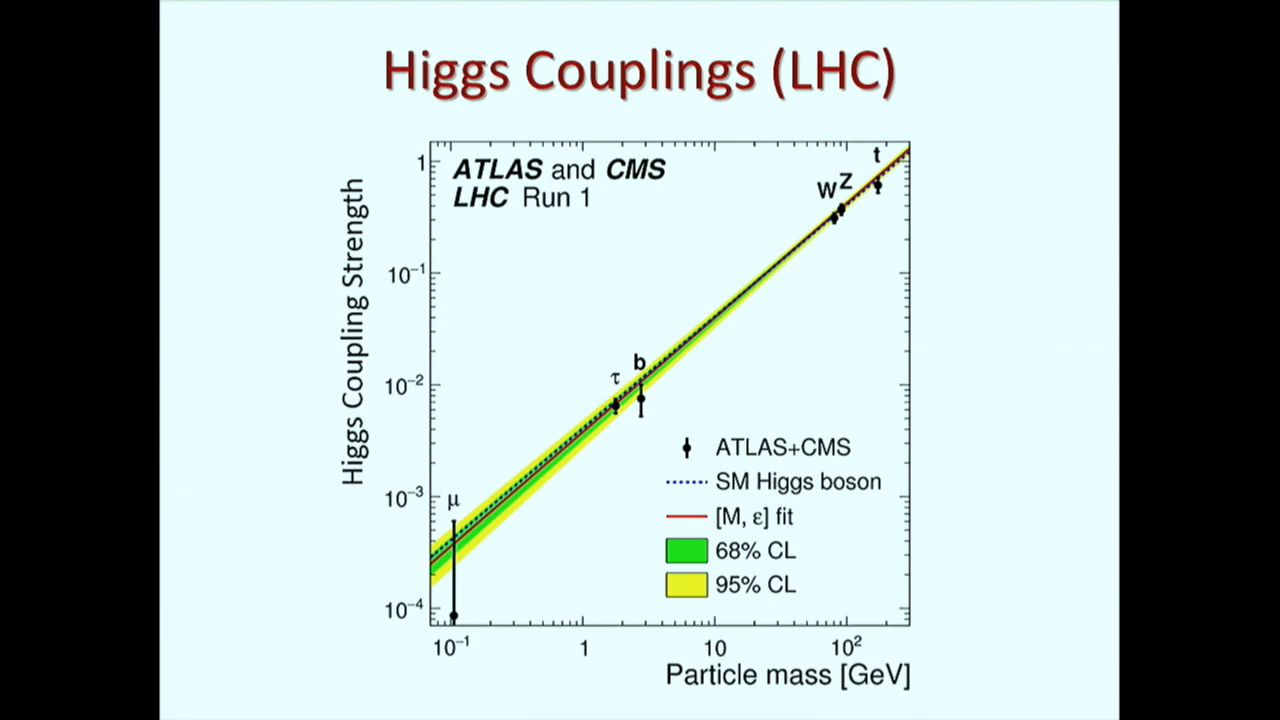 Higgs Couplings (LHC)
Higgs Coupling Strength
ATLAS and CMS
LHC Run 1
1
10⁻¹
10⁻²
10⁻³
10⁻⁴
μ
τ
b
W
Z
t
ATLAS+CMS
SM Higgs boson
[M, ε] fit
68% CL
95% CL
10⁻¹
1
10
10²
Particle mass [GeV]